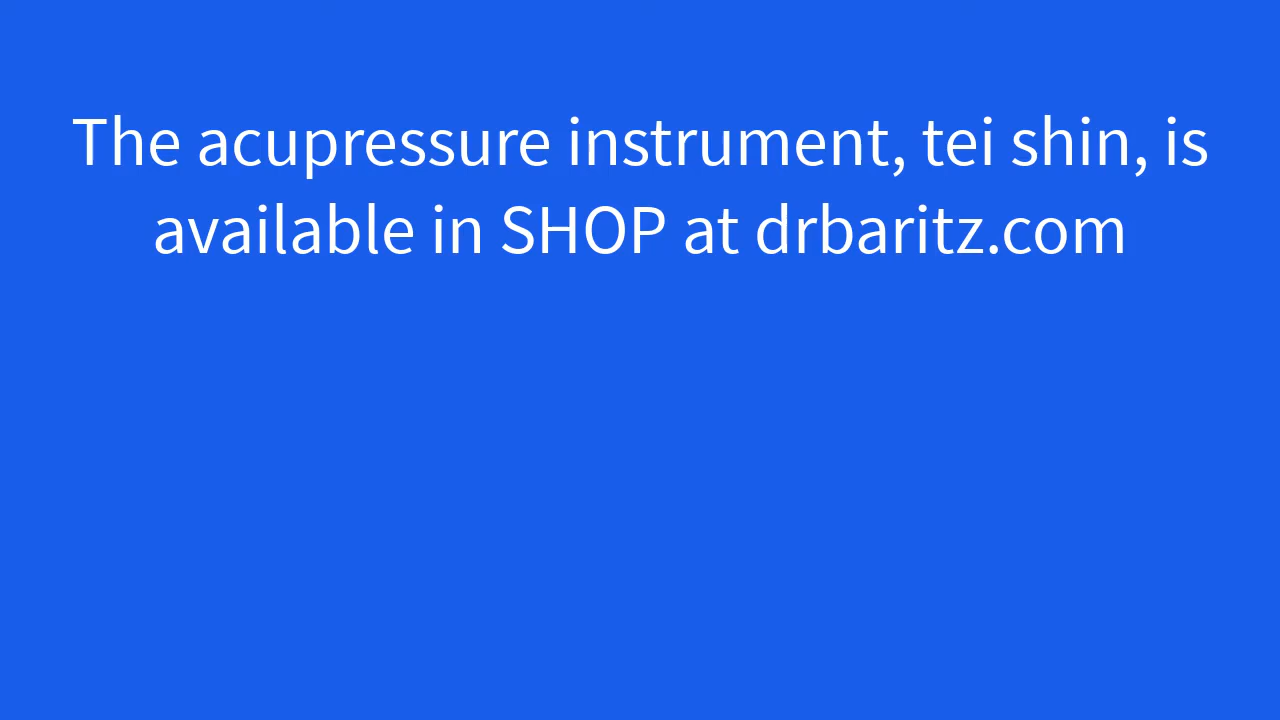 The acupressure instrument, tei shin, is
available in SHOP at drbaritz.com